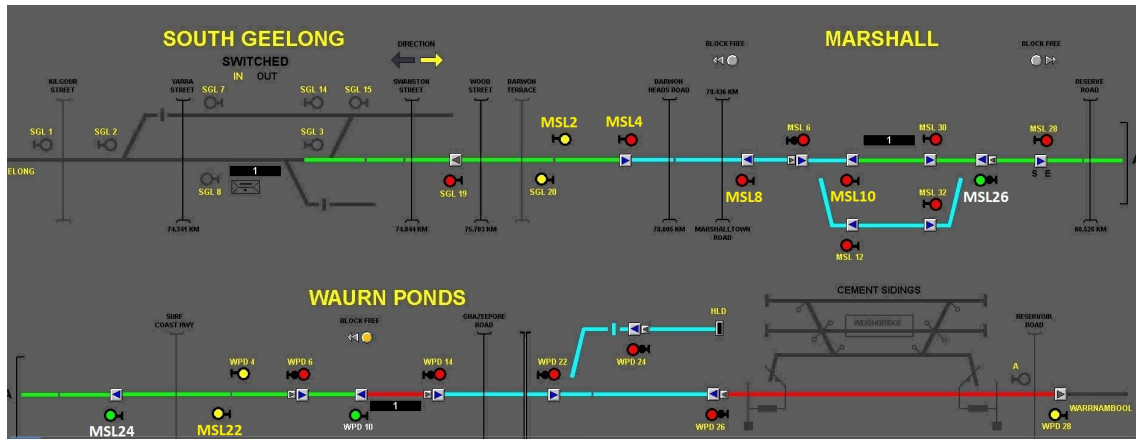 SOUTH GEELONG
MARSHALL
SWITCHED
IN OUT
DIRECTION
BLOCK FREE
BLOCK FREE
KILGOUR
STREET
YARRA
STREET
SGL 7
SGL 14
SGL 15
SWANSTON
STREET
WOOD
STREET
BARWON
TERRACE
BARWON
HEADS ROAD
79.436 KM
RESERVE
ROAD
SGL 1
SGL 2
SGL 3
MSL2
MSL4
MSL 6
1
MSL 30
MSL 28
ELONG
1
A
SGL 8
SGL 19
SGL 20
MSL8
MSL10
MSL 32
MSL26
S E
74.341 KM
74.844 KM
75.703 KM
MARSHALLTOWN
ROAD
MSL 12
80.526 KM
WAURN PONDS
CEMENT SIDINGS
SURF
COAST HWY
BLOCK FREE
GRAZEEPORE
ROAD
HLD
WEIGHBRIDGE
RESERVOIR
ROAD
WPD 4
WPD 6
WPD 14
WPD 22
WPD 24
A
A
1
WARRNAMBOOL
MSL24
MSL22
WPD 10
WPD 26
WPD 28